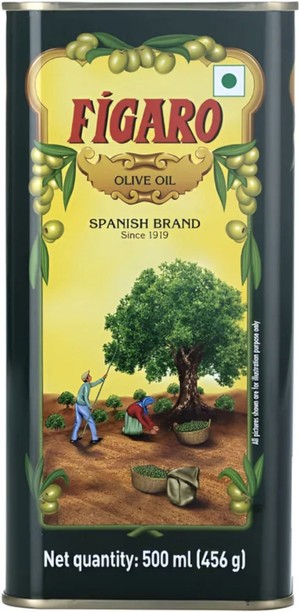 FÍGARO
OLIVE OIL
SPANISH BRAND
Since 1919
All pictures shown are for illustration purpose only
Net quantity: 500 ml (456 g)